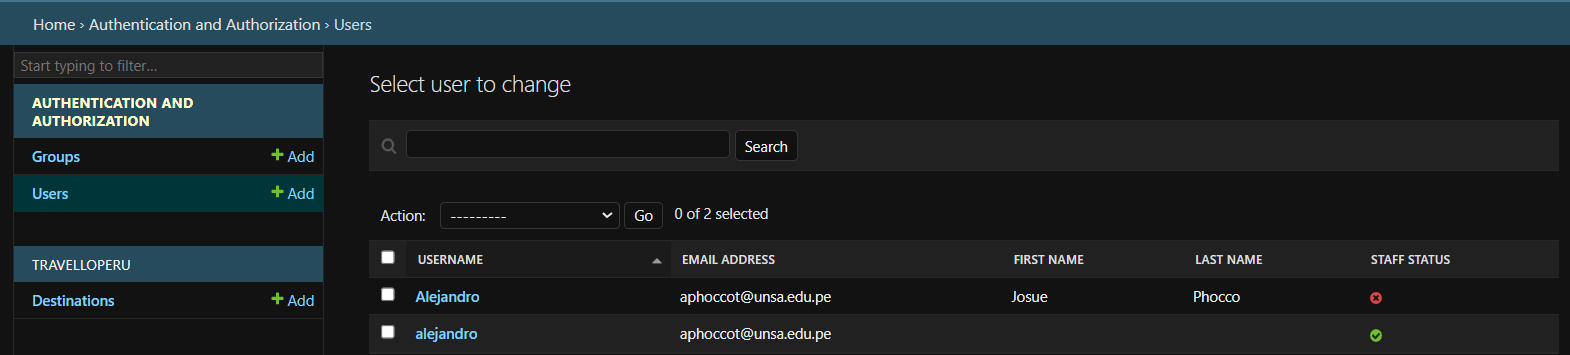 Home › Authentication and Authorization › Users
Start typing to filter...
AUTHENTICATION AND
AUTHORIZATION
Groups + Add
Users + Add
TRAVELLOPERU
Destinations + Add
Select user to change
Search
Action: --------- Go 0 of 2 selected
USERNAME EMAIL ADDRESS FIRST NAME LAST NAME STAFF STATUS
Alejandro aphoccot@unsa.edu.pe Josue Phocco
alejandro aphoccot@unsa.edu.pe